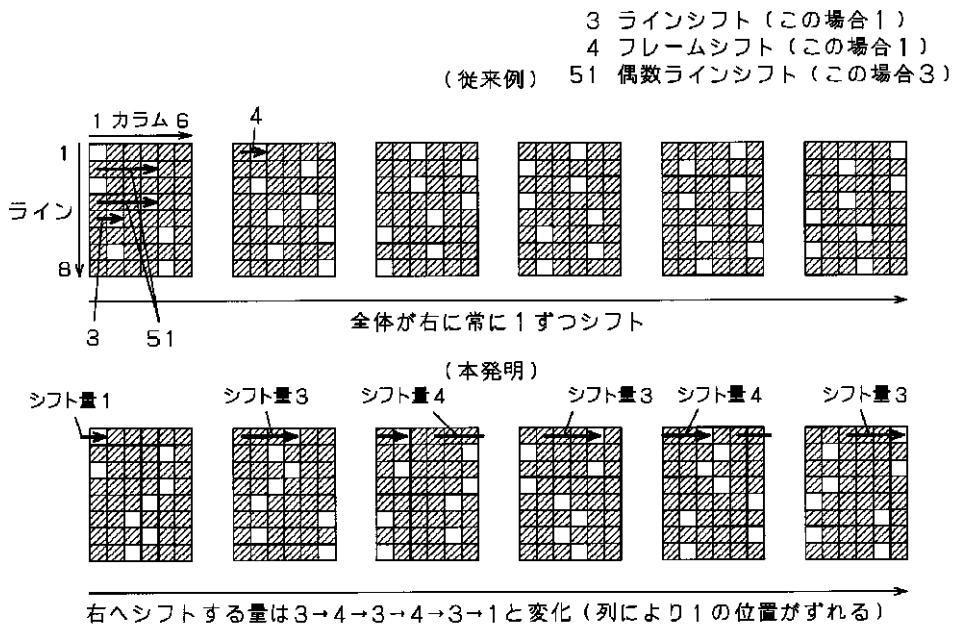 3 ラインシフト(この場合1)
4 フレームシフト(この場合1)
(従来例) 51 偶数ラインシフト(この場合3)
1 カラム 6
4
1
ライン
8
3 51
全体が右に常に1ずつシフト
(本発明)
シフト量1 シフト量3 シフト量4 シフト量3 シフト量4 シフト量3
右へシフトする量は3→4→3→4→3→1と変化(列により1の位置がずれる)